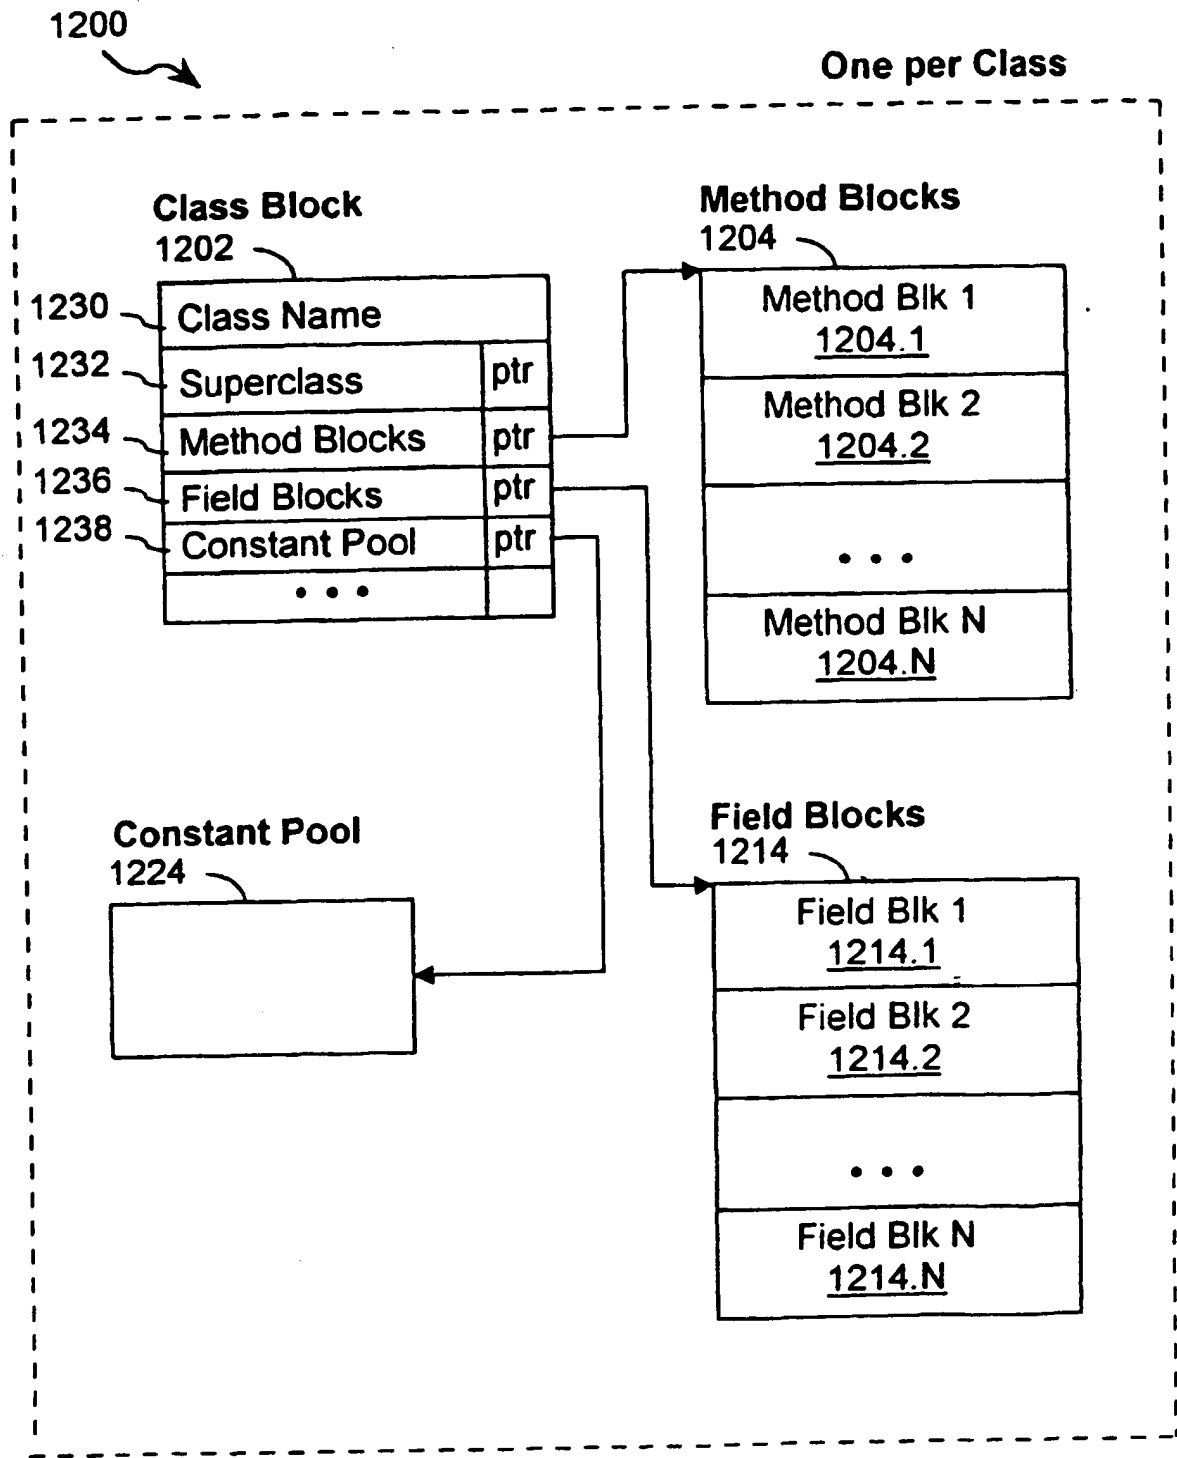 1200
One per Class
Class Block
1202
1230
Class Name
1232
Superclass ptr
1234
Method Blocks ptr
1236
Field Blocks ptr
1238
Constant Pool ptr
• • •
Method Blocks
1204
Method Blk 1
1204.1
Method Blk 2
1204.2
• • •
Method Blk N
1204.N
Constant Pool
1224
Field Blocks
1214
Field Blk 1
1214.1
Field Blk 2
1214.2
• • •
Field Blk N
1214.N